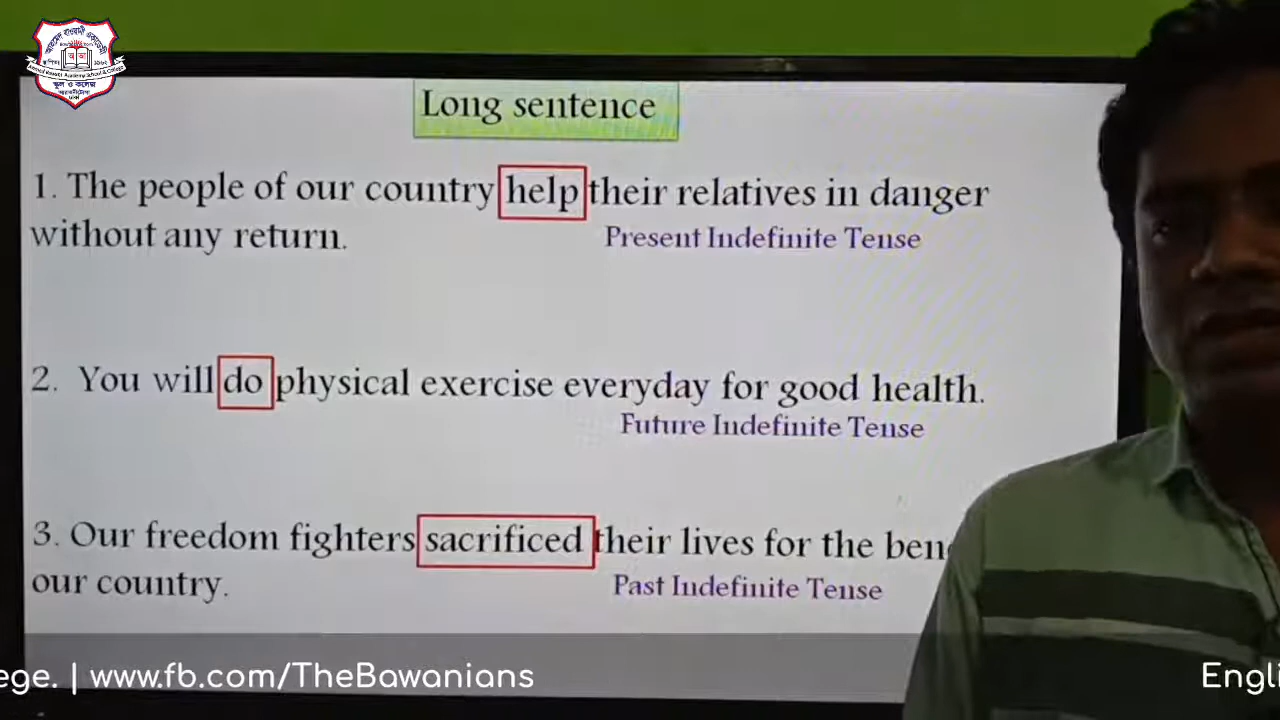 Long sentence
1. The people of our country help their relatives in danger
without any return.
Present Indefinite Tense
2. You will do physical exercise everyday for good health.
Future Indefinite Tense
3. Our freedom fighters sacrificed their lives for the ben
our country.
Past Indefinite Tense
ege. | www.fb.com/TheBawanians
Engli